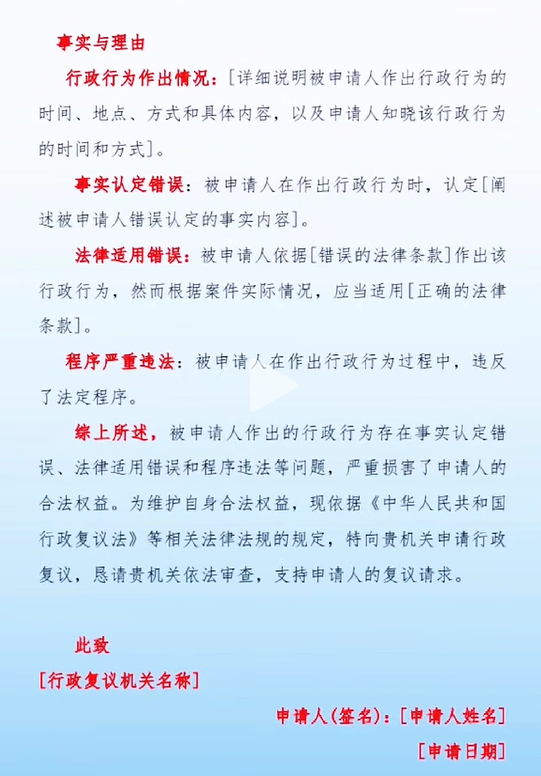 事实与理由
行政行为作出情况：[详细说明被申请人作出行政行为的
时间、地点、方式和具体内容，以及申请人知晓该行政行为
的时间和方式]。
事实认定错误：被申请人在作出行政行为时，认定[阐
述被申请人错误认定的事实内容]。
法律适用错误：被申请人依据[错误的法律条款]作出该
行政行为，然而根据案件实际情况，应当适用[正确的法律
条款]。
程序严重违法：被申请人在作出行政行为过程中，违反
了法定程序。
综上所述，被申请人作出的行政行为存在事实认定错
误、法律适用错误和程序违法等问题，严重损害了申请人的
合法权益。为维护自身合法权益，现依据《中华人民共和国
行政复议法》等相关法律法规的规定，特向贵机关申请行政
复议，恳请贵机关依法审查，支持申请人的复议请求。
此致
[行政复议机关名称]
申请人(签名)：[申请人姓名]
[申请日期]